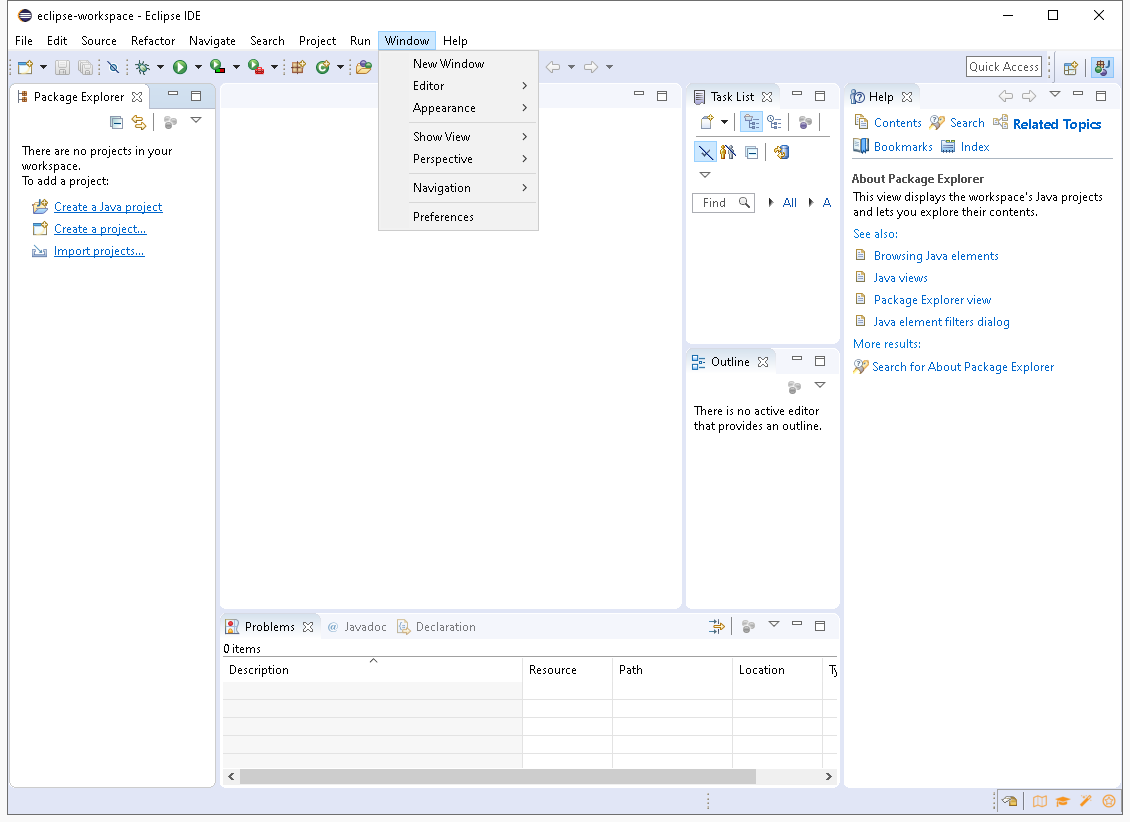 eclipse-workspace - Eclipse IDE
File Edit Source Refactor Navigate Search Project Run Window Help
New Window
Editor
Appearance
Show View
Perspective
Navigation
Preferences
Quick Access
Package Explorer
There are no projects in your
workspace.
To add a project:
Create a Java project
Create a project...
Import projects...
Task List
Find All A
Outline
There is no active editor
that provides an outline.
Help
Contents Search Related Topics
Bookmarks Index
About Package Explorer
This view displays the workspace's Java projects
and lets you explore their contents.
See also:
Browsing Java elements
Java views
Package Explorer view
Java element filters dialog
More results:
Search for About Package Explorer
Problems @ Javadoc Declaration
0 items
Description Resource Path Location Ty